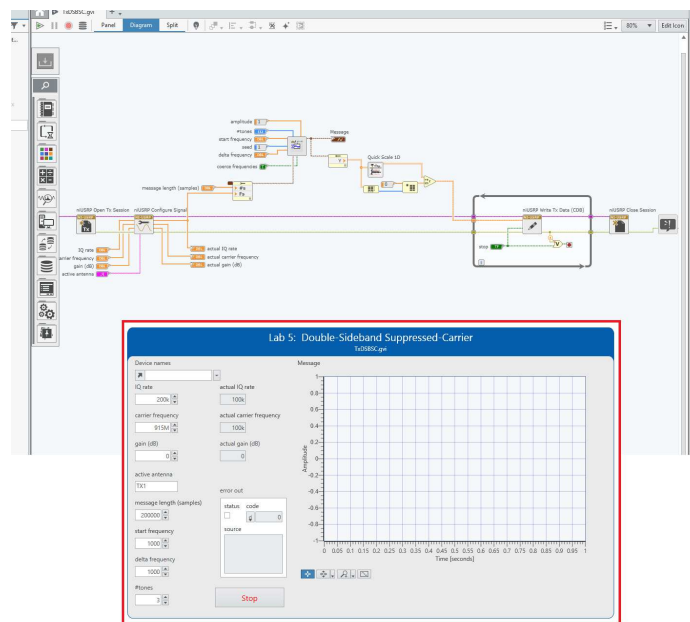 TxDSBSC.gvi
Panel Diagram Split 80% Edit Icon
amplitude 1
#tones
start frequency
seed 1
delta frequency
coerce frequencies
Message
Quick Scale 1D
message length (samples)
niUSRP Open Tx Session
niUSRP Configure Signal
niUSRP Write Tx Data (CDB)
niUSRP Close Session
IQ rate
carrier frequency
gain (dB)
active antenna
actual IQ rate
actual carrier frequency
actual gain (dB)
stop
Lab 5: Double-Sideband Suppressed-Carrier
TxDSBSC.gvi
Device names
Message
IQ rate
actual IQ rate
200k
100k
carrier frequency
actual carrier frequency
915M
100k
gain (dB)
actual gain (dB)
0
0
active antenna
TX1
error out
message length (samples)
status code
200000
0
source
start frequency
1000
delta frequency
1000
#tones
3
Stop
1
0.8
0.6
0.4
0.2
0
-0.2
-0.4
-0.6
-0.8
-1
Amplitude
0 0.05 0.1 0.15 0.2 0.25 0.3 0.35 0.4 0.45 0.5 0.55 0.6 0.65 0.7 0.75 0.8 0.85 0.9 0.95 1
Time [seconds]